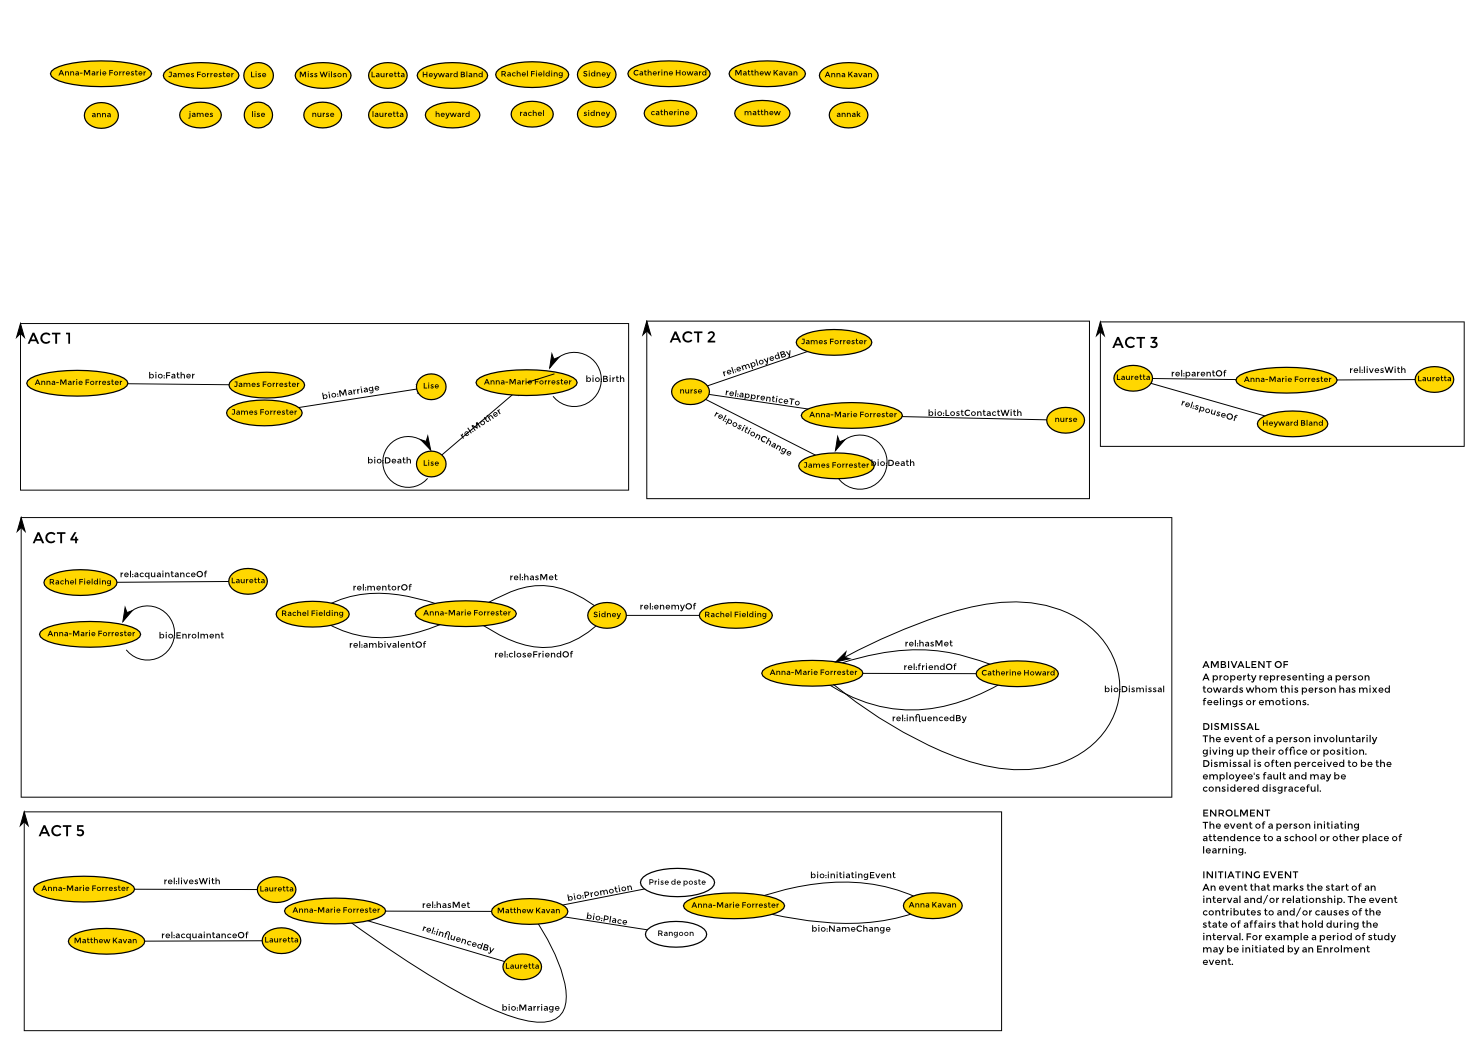 Anna-Marie Forrester James Forrester Lise Miss Wilson Lauretta Heyward Bland Rachel Fielding Sidney Catherine Howard Matthew Kavan Anna Kavan
anna james lise nurse lauretta heyward rachel sidney catherine matthew annak
ACT 1
Anna-Marie Forrester bio:Father James Forrester
James Forrester bio:Marriage Lise
Anna-Marie Forrester bio:Birth
rel:Mother
Lise bio:Death
ACT 2
nurse rel:employedBy James Forrester
rel:apprenticeTo Anna-Marie Forrester bio:LostContactWith nurse
rel:positionChange James Forrester bio:Death
ACT 3
Lauretta rel:parentOf Anna-Marie Forrester rel:livesWith Lauretta
rel:spouseOf Heyward Bland
ACT 4
Rachel Fielding rel:acquaintanceOf Lauretta
Anna-Marie Forrester bio:Enrolment
Rachel Fielding rel:mentorOf Anna-Marie Forrester rel:hasMet Sidney rel:enemyOf Rachel Fielding
rel:ambivalentOf rel:closeFriendOf
rel:hasMet
Anna-Marie Forrester rel:friendOf Catherine Howard
rel:influencedBy
bio:Dismissal
ACT 5
Anna-Marie Forrester rel:livesWith Lauretta
Matthew Kavan rel:acquaintanceOf Lauretta
Anna-Marie Forrester rel:hasMet Matthew Kavan bio:Promotion Prise de poste
bio:Place Rangoon
rel:influencedBy Lauretta
bio:Marriage
bio:initiatingEvent
Anna-Marie Forrester Anna Kavan
bio:NameChange
AMBIVALENT OF
A property representing a person
towards whom this person has mixed
feelings or emotions.
DISMISSAL
The event of a person involuntarily
giving up their office or position.
Dismissal is often perceived to be the
employee's fault and may be
considered disgraceful.
ENROLMENT
The event of a person initiating
attendence to a school or other place of
learning.
INITIATING EVENT
An event that marks the start of an
interval and/or relationship. The event
contributes to and/or causes of the
state of affairs that hold during the
interval. For example a period of study
may be initiated by an Enrolment
event.